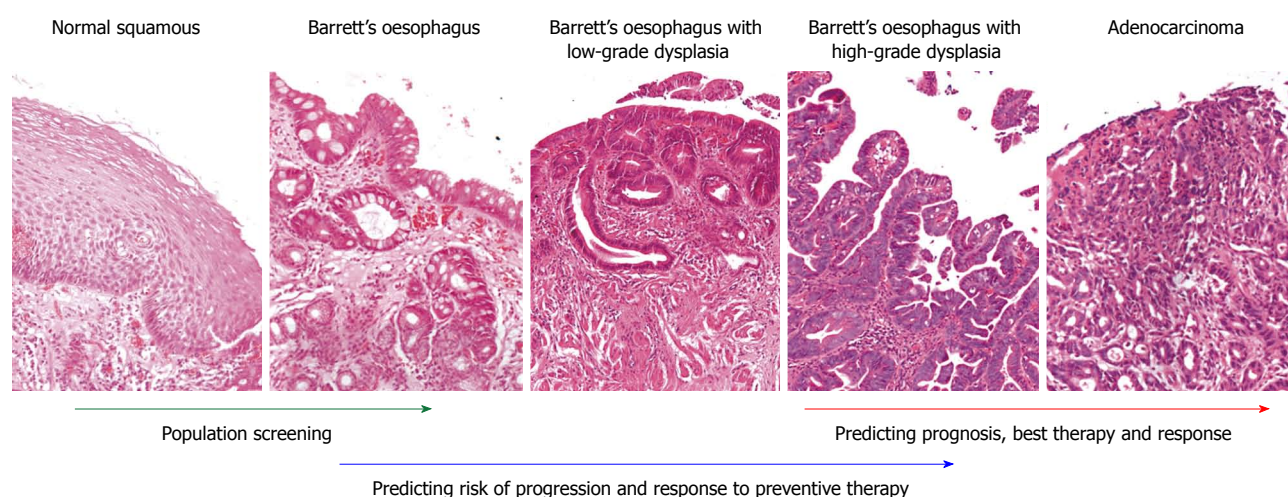 Normal squamous
Barrett's oesophagus
Barrett's oesophagus with
low-grade dysplasia
Barrett's oesophagus with
high-grade dysplasia
Adenocarcinoma
Population screening
Predicting prognosis, best therapy and response
Predicting risk of progression and response to preventive therapy